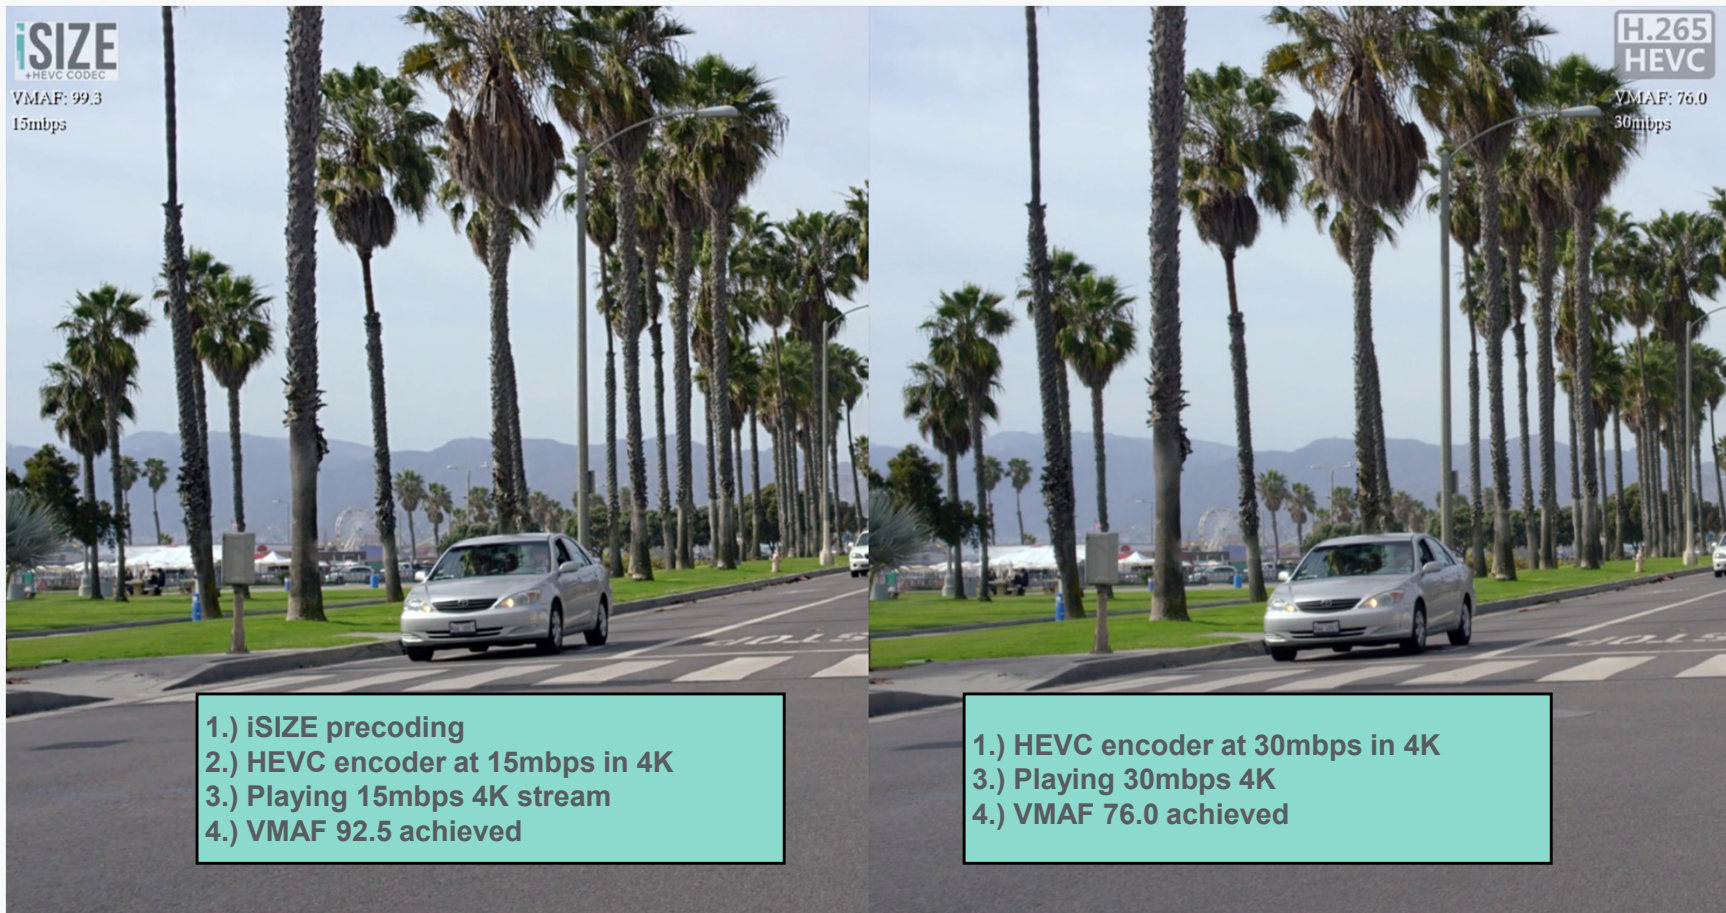 iSIZE
+HEVC CODEC
VMAF: 99.3
15mbps
H.265
HEVC
VMAF: 76.0
30mbps
STOP
STOP
1.) iSIZE precoding
2.) HEVC encoder at 15mbps in 4K
3.) Playing 15mbps 4K stream
4.) VMAF 92.5 achieved
1.) HEVC encoder at 30mbps in 4K
3.) Playing 30mbps 4K
4.) VMAF 76.0 achieved